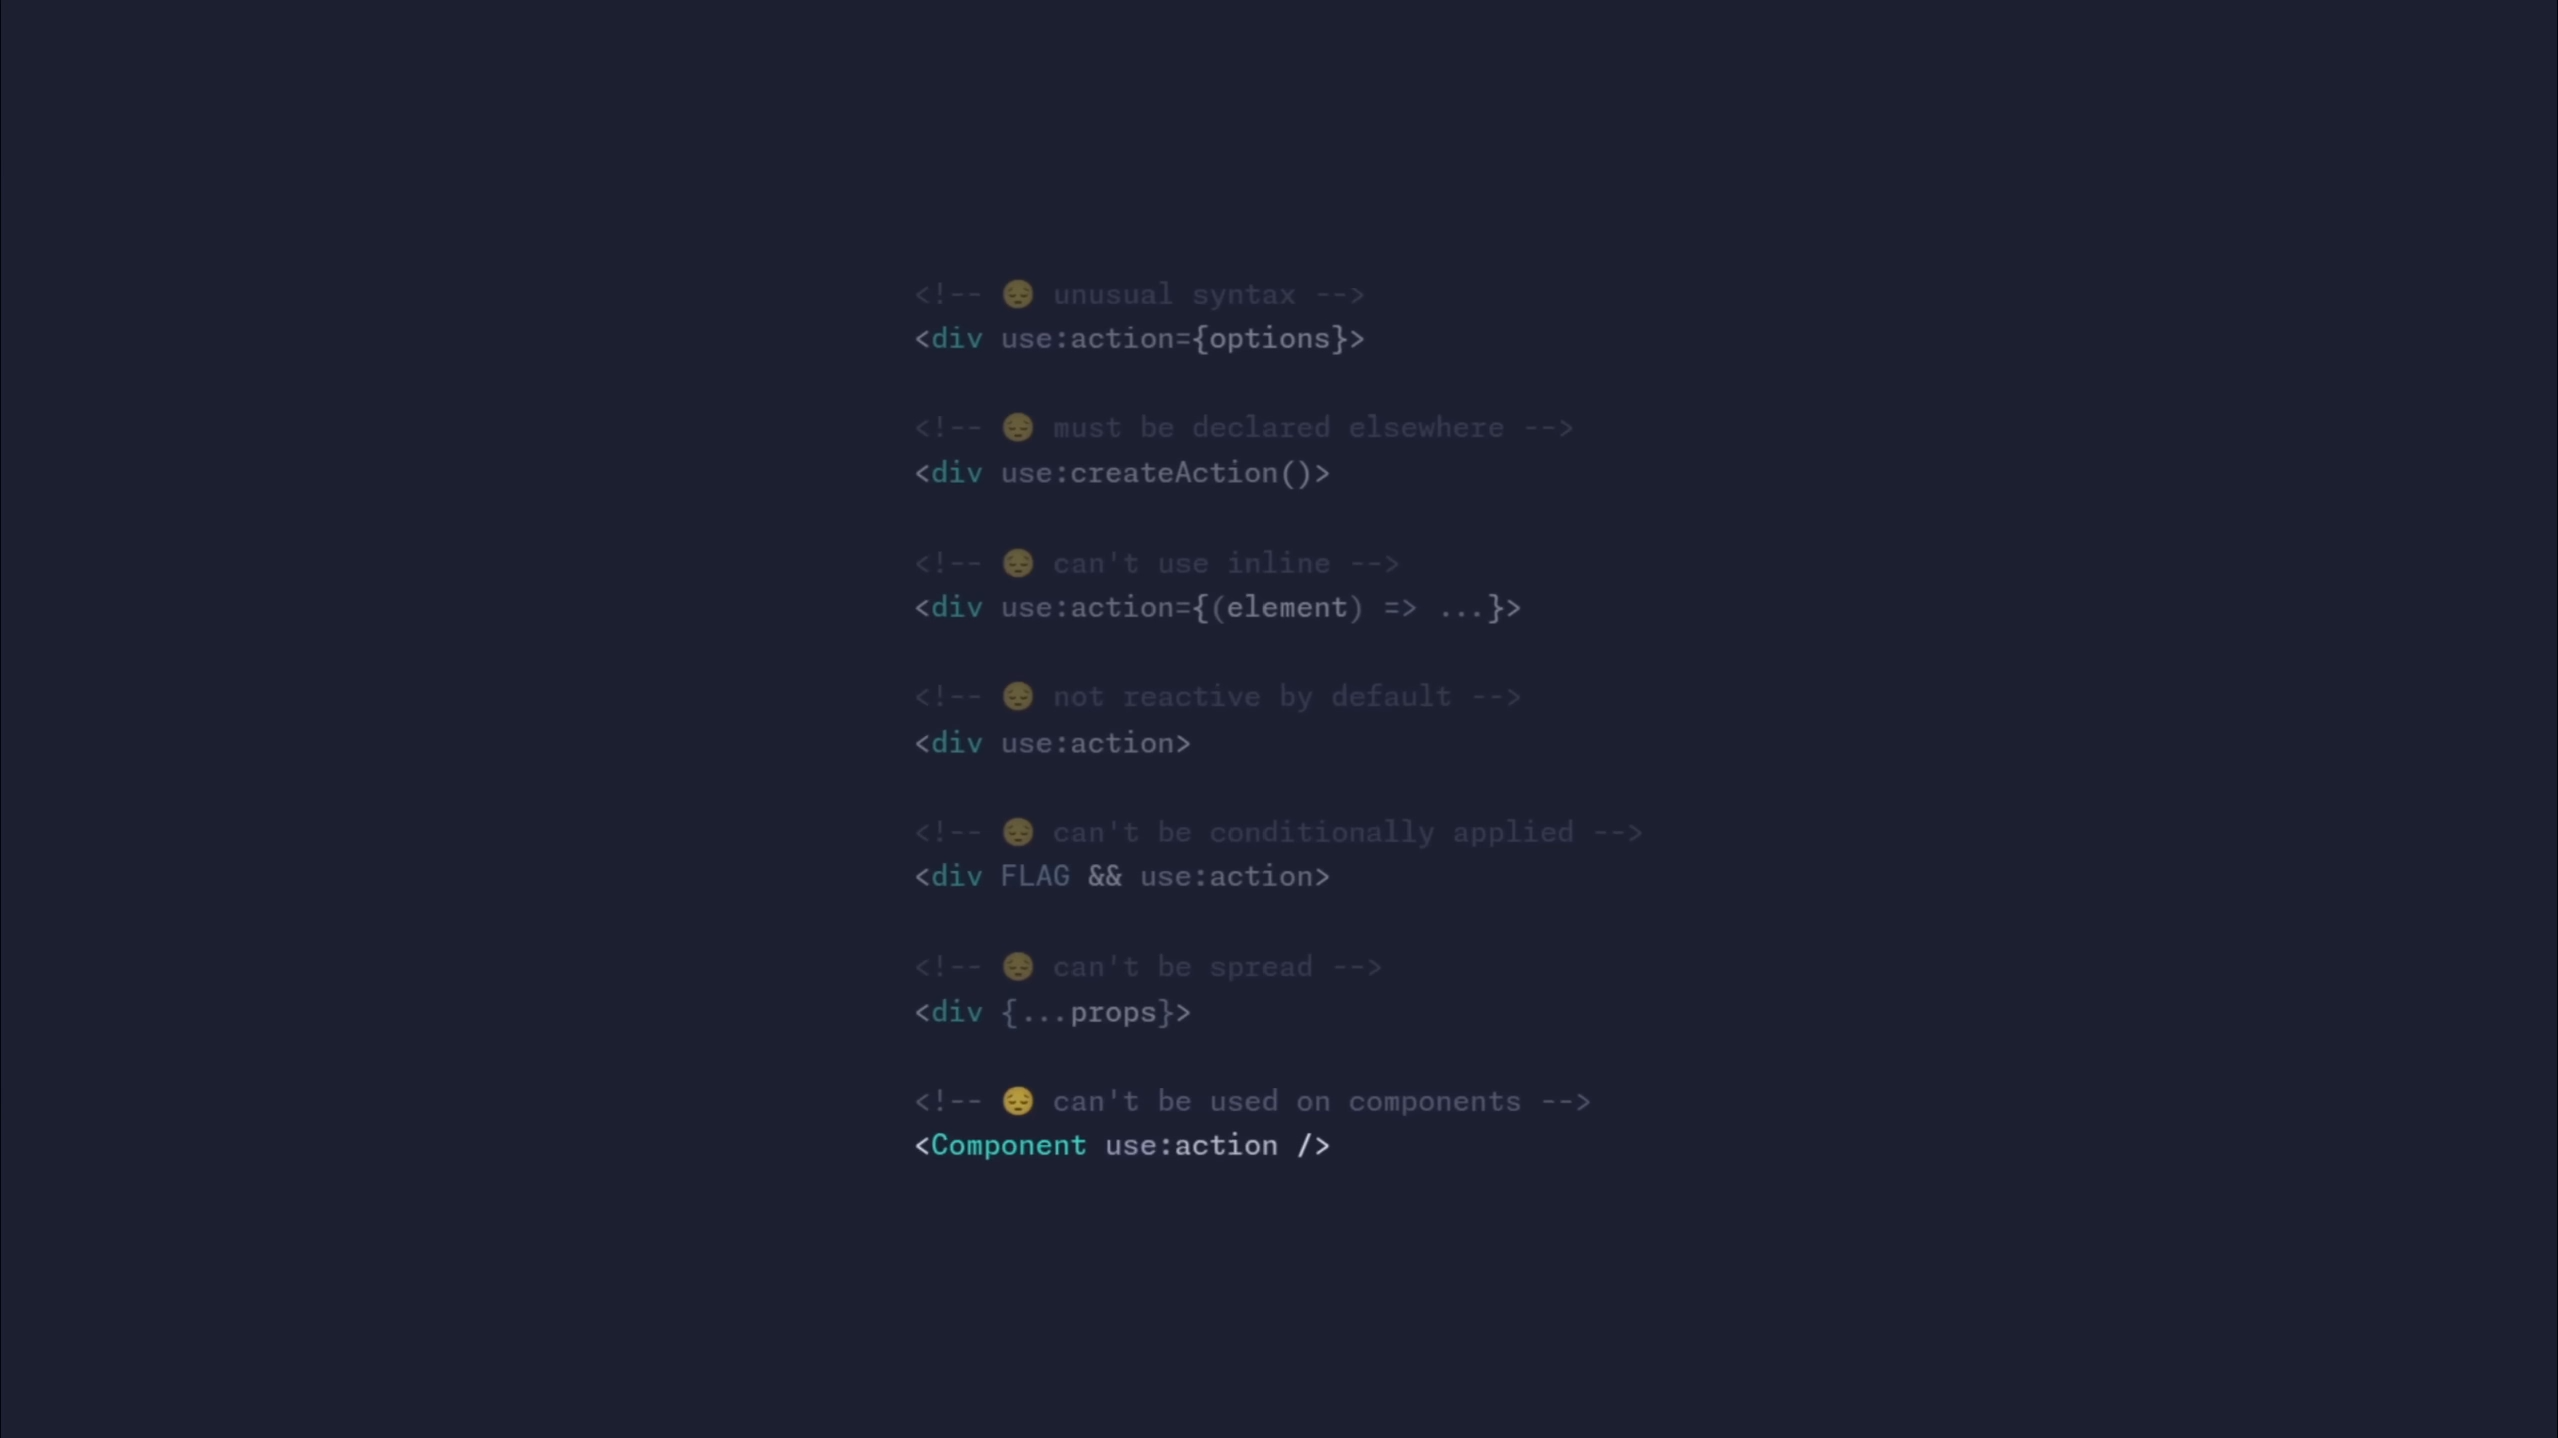 <!-- 😔 unusual syntax -->
<div use:action={options}>
<!-- 😔 must be declared elsewhere -->
<div use:createAction()>
<!-- 😔 can't use inline -->
<div use:action={(element) => ...}>
<!-- 😔 not reactive by default -->
<div use:action>
<!-- 😔 can't be conditionally applied -->
<div FLAG && use:action>
<!-- 😔 can't be spread -->
<div {...props}>
<!-- 😔 can't be used on components -->
<Component use:action />